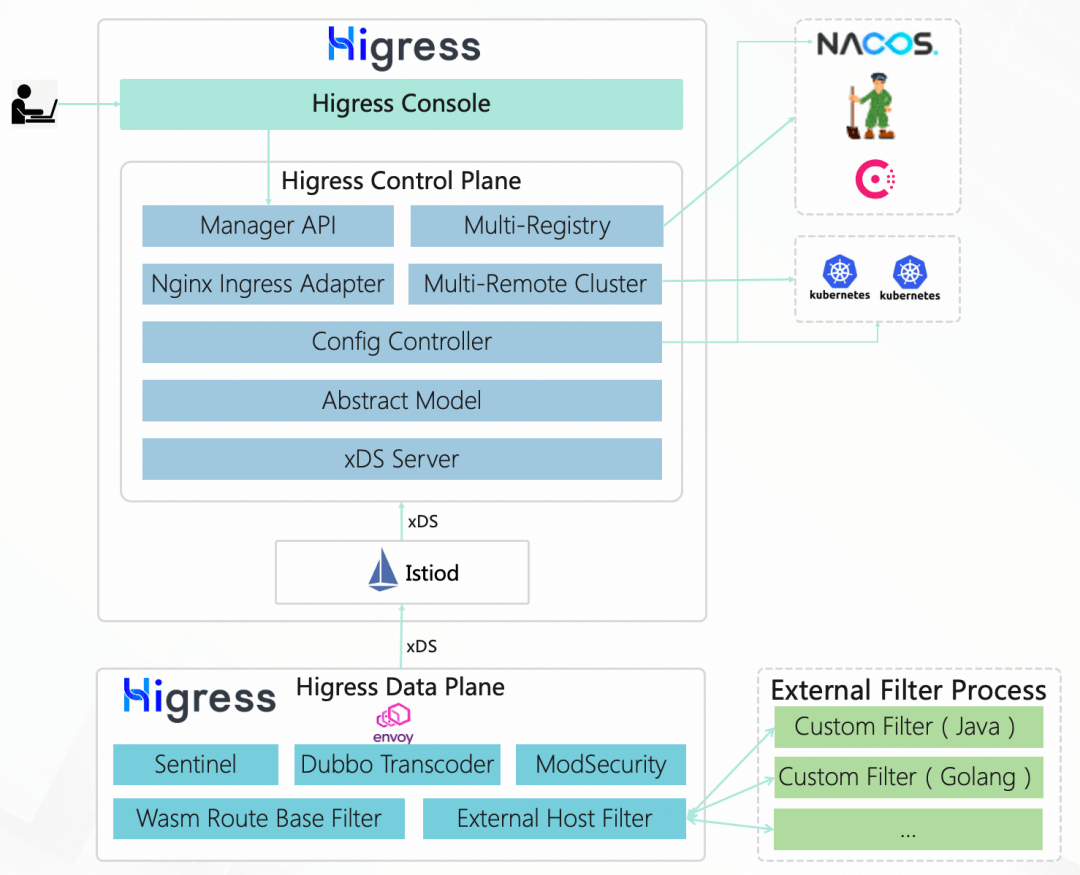 Higress
NACOS.
Higress Console
Higress Control Plane
Manager API
Multi-Registry
Nginx Ingress Adapter
Multi-Remote Cluster
kubernetes
kubernetes
Config Controller
Abstract Model
xDS Server
xDS
Istiod
xDS
Higress
Higress Data Plane
envoy
Sentinel
Dubbo Transcoder
ModSecurity
Wasm Route Base Filter
External Host Filter
External Filter Process
Custom Filter ( Java )
Custom Filter ( Golang )
...